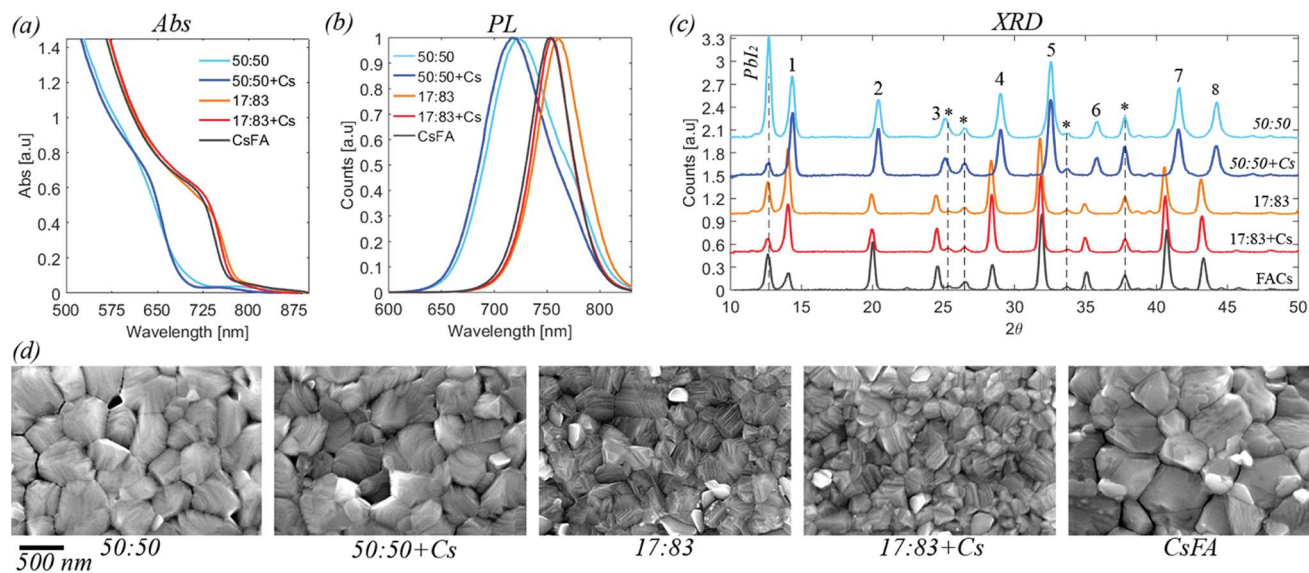 (a) Abs
1.4
1.2
1
0.8
0.6
0.4
0.2
0
Abs [a.u]
50:50
50:50+Cs
17:83
17:83+Cs
CsFA
500 575 650 725 800 875
Wavelength [nm]
(b) PL
1
0.9
0.8
0.7
0.6
0.5
0.4
0.3
0.2
0.1
0
Counts [a.u]
50:50
50:50+Cs
17:83
17:83+Cs
CsFA
600 650 700 750 800
Wavelength [nm]
(c) XRD
3.3
3.0
2.7
2.4
2.1
1.8
1.5
1.2
0.9
0.6
0.3
0
Counts [a.u]
PbI2
1 2 3 * * 4 5 * 6 * 7 8
50:50
50:50+Cs
17:83
17:83+Cs
FACs
10 15 20 25 30 35 40 45 50
2θ
(d)
500 nm
50:50 50:50+Cs 17:83 17:83+Cs CsFA